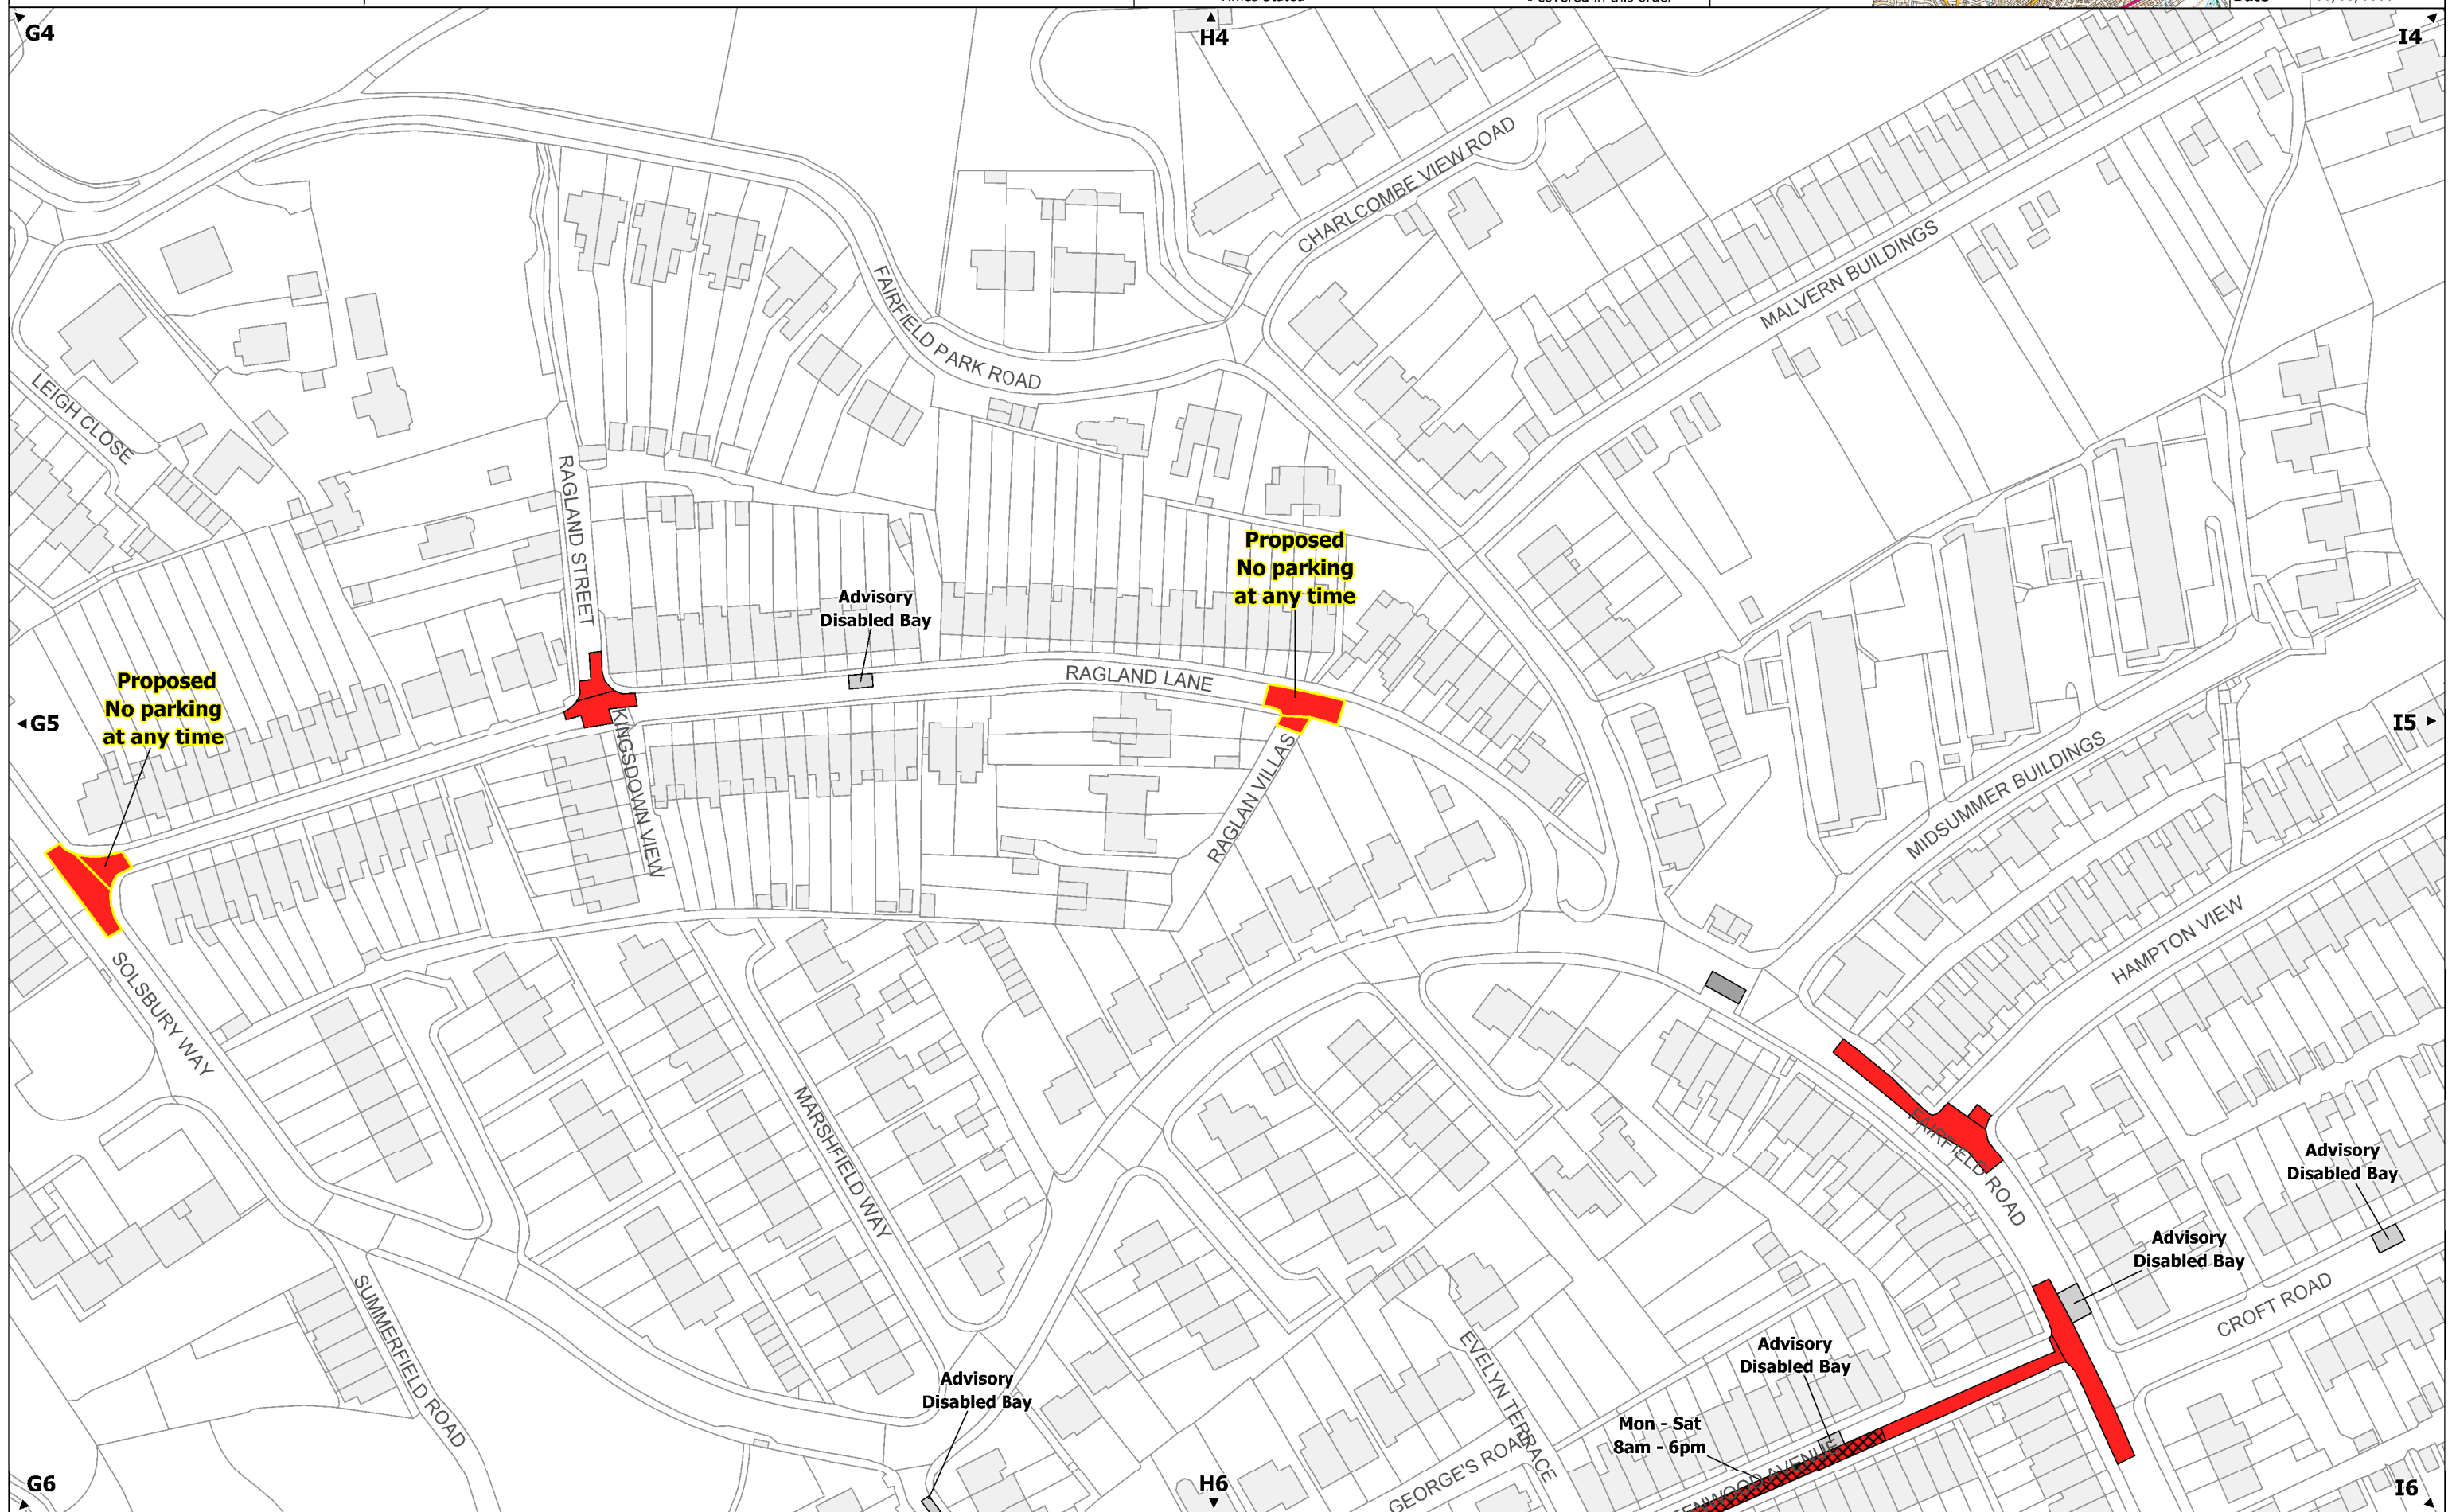 G4
H4
I4
CHARLCOMBE VIEW ROAD
MALVERN BUILDINGS
FAIRFIELD PARK ROAD
LEIGH CLOSE
RAGLAND STREET
Proposed
No parking
at any time
Advisory
Disabled Bay
RAGLAND LANE
Proposed
No parking
at any time
G5
I5
KINGSDOWN VIEW
RAGLAN VILLAS
MIDSUMMER BUILDINGS
HAMPTON VIEW
SOLSBURY WAY
MARSHFIELD WAY
FAIRFIELD ROAD
Advisory
Disabled Bay
Advisory
Disabled Bay
CROFT ROAD
SUMMERFIELD ROAD
EVELYN TERRACE
Advisory
Disabled Bay
Advisory
Disabled Bay
Mon - Sat
8am - 6pm
GEORGE'S ROAD
AVENUE
G6
H6
I6